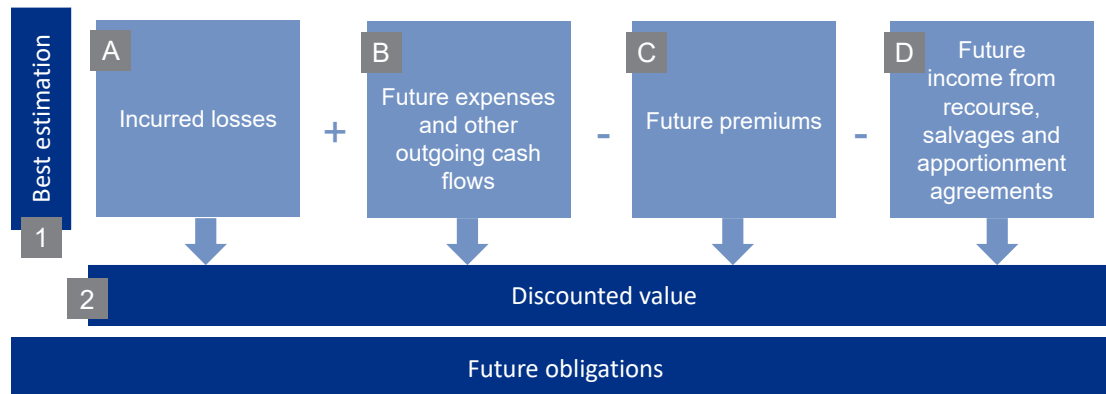 Best estimation
1
A
Incurred losses
+
B
Future expenses
and other
outgoing cash
flows
-
C
Future premiums
-
D
Future
income from
recourse,
salvages and
apportionment
agreements
2
Discounted value
Future obligations